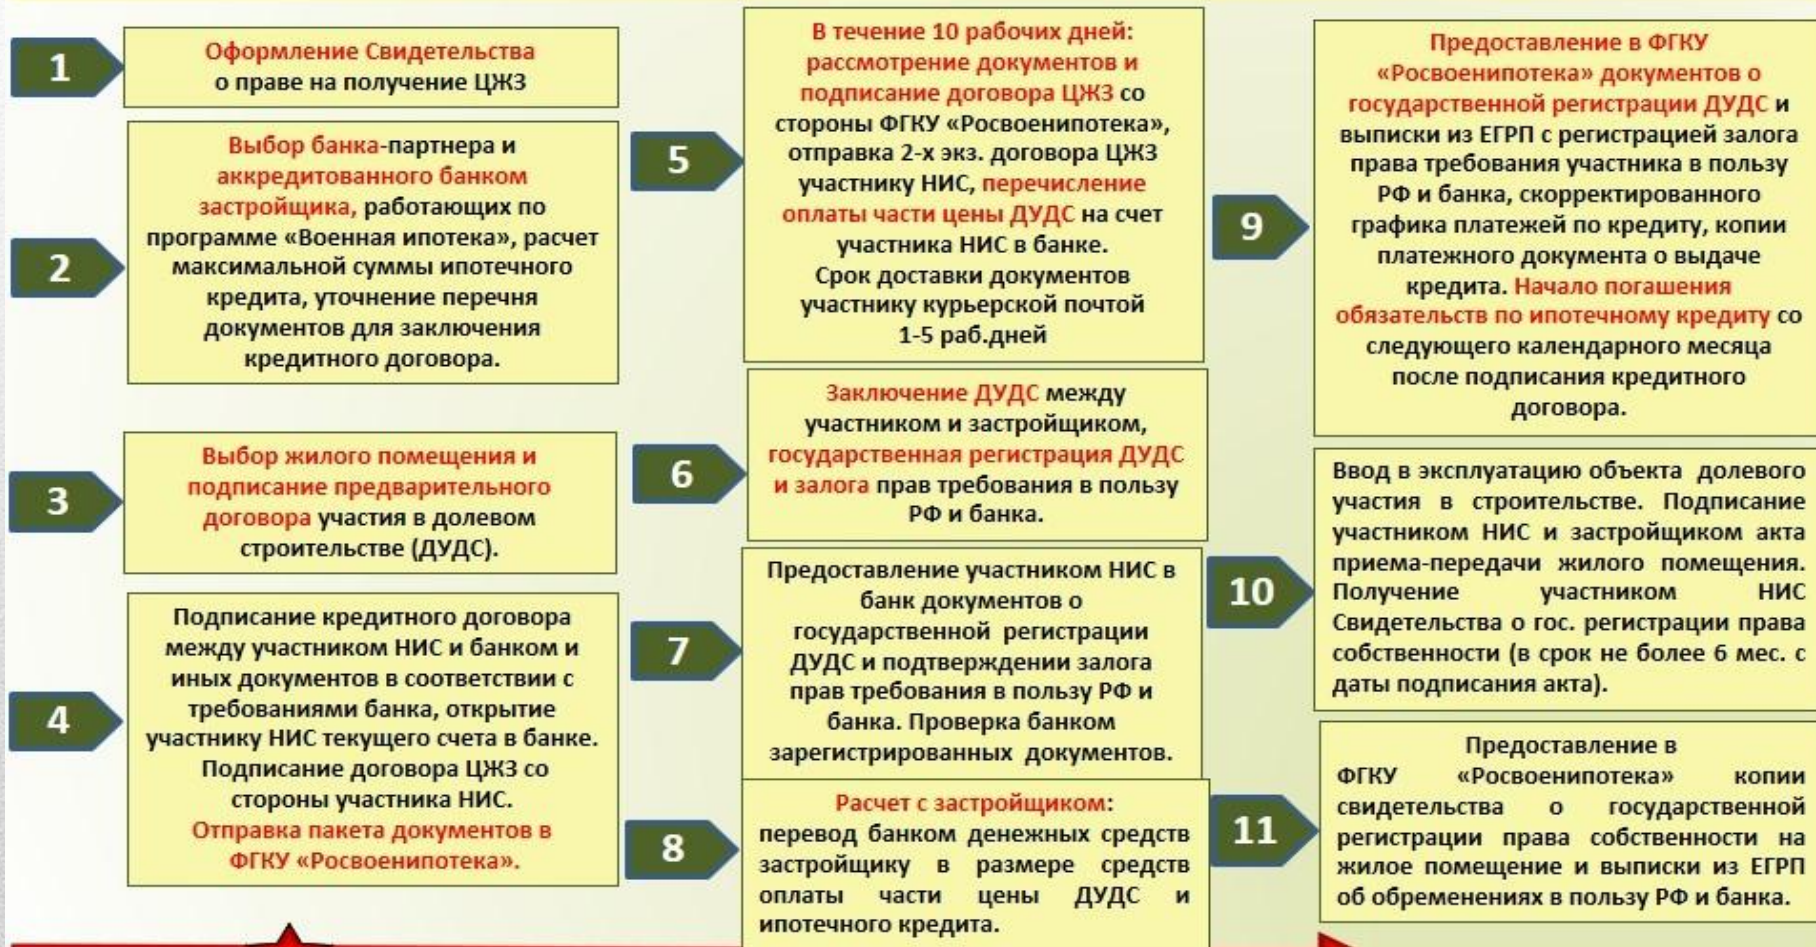 1
Оформление Свидетельства
о праве на получение ЦЖЗ
2
Выбор банка-партнера и
аккредитованного банком
застройщика, работающих по
программе «Военная ипотека», расчет
максимальной суммы ипотечного
кредита, уточнение перечня
документов для заключения
кредитного договора.
3
Выбор жилого помещения и
подписание предварительного
договора участия в долевом
строительстве (ДУДС).
4
Подписание кредитного договора
между участником НИС и банком и
иных документов в соответствии с
требованиями банка, открытие
участнику НИС текущего счета в банке.
Подписание договора ЦЖЗ со
стороны участника НИС.
Отправка пакета документов в
ФГКУ «Росвоенипотека».
5
В течение 10 рабочих дней:
рассмотрение документов и
подписание договора ЦЖЗ со
стороны ФГКУ «Росвоенипотека»,
отправка 2-х экз. договора ЦЖЗ
участнику НИС, перечисление
оплаты части цены ДУДС на счет
участника НИС в банке.
Срок доставки документов
участнику курьерской почтой
1-5 раб.дней
6
Заключение ДУДС между
участником и застройщиком,
государственная регистрация ДУДС
и залога прав требования в пользу
РФ и банка.
7
Предоставление участником НИС в
банк документов о
государственной регистрации
ДУДС и подтверждении залога
прав требования в пользу РФ и
банка. Проверка банком
зарегистрированных документов.
8
Расчет с застройщиком:
перевод банком денежных средств
застройщику в размере средств
оплаты части цены ДУДС и
ипотечного кредита.
9
Предоставление в ФГКУ
«Росвоенипотека» документов о
государственной регистрации ДУДС и
выписки из ЕГРП с регистрацией залога
права требования участника в пользу
РФ и банка, скорректированного
графика платежей по кредиту, копии
платежного документа о выдаче
кредита. Начало погашения
обязательств по ипотечному кредиту со
следующего календарного месяца
после подписания кредитного
договора.
10
Ввод в эксплуатацию объекта долевого
участия в строительстве. Подписание
участником НИС и застройщиком акта
приема-передачи жилого помещения.
Получение участником НИС
Свидетельства о гос. регистрации права
собственности (в срок не более 6 мес. с
даты подписания акта).
11
Предоставление в
ФГКУ «Росвоенипотека» копии
свидетельства о государственной
регистрации права собственности на
жилое помещение и выписки из ЕГРП
об обременениях в пользу РФ и банка.